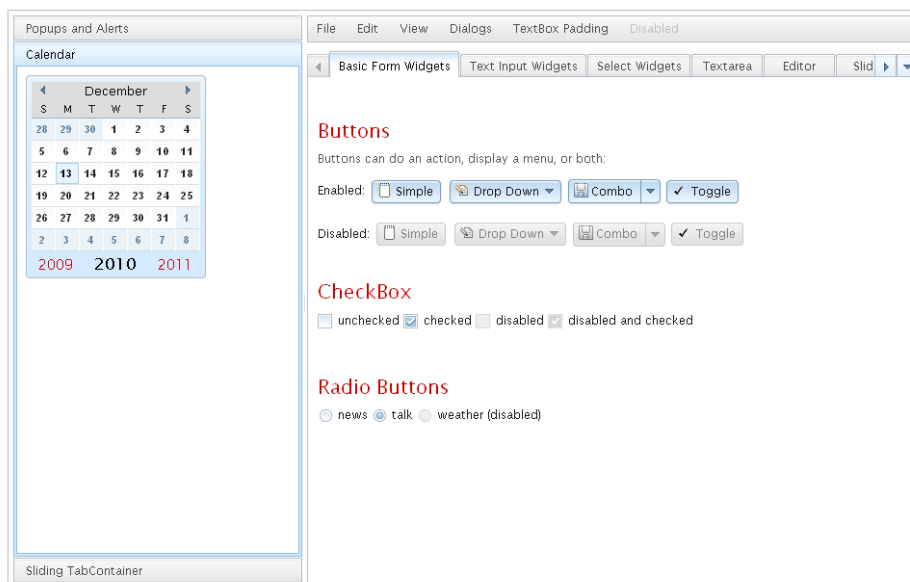 Popups and Alerts
Calendar
December
S M T W T F S
28 29 30 1 2 3 4
5 6 7 8 9 10 11
12 13 14 15 16 17 18
19 20 21 22 23 24 25
26 27 28 29 30 31 1
2 3 4 5 6 7 8
2009 2010 2011
Sliding TabContainer
File Edit View Dialogs TextBox Padding Disabled
Basic Form Widgets Text Input Widgets Select Widgets Textarea Editor Slid
Buttons
Buttons can do an action, display a menu, or both:
Enabled: Simple Drop Down Combo Toggle
Disabled: Simple Drop Down Combo Toggle
CheckBox
unchecked checked disabled disabled and checked
Radio Buttons
news talk weather (disabled)